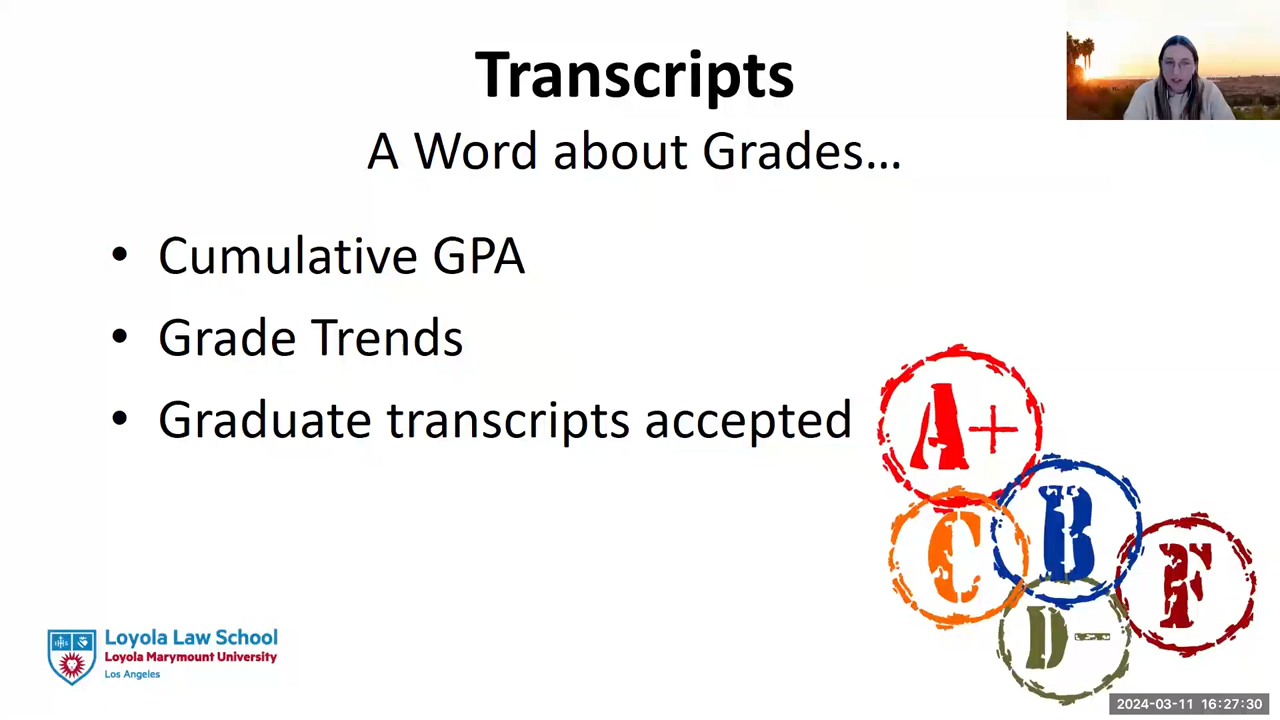 Transcripts
A Word about Grades...
• Cumulative GPA
• Grade Trends
• Graduate transcripts accepted
A+
B
C
F
D-
Loyola Law School
Loyola Marymount University
Los Angeles
2024-03-11 16:27:30